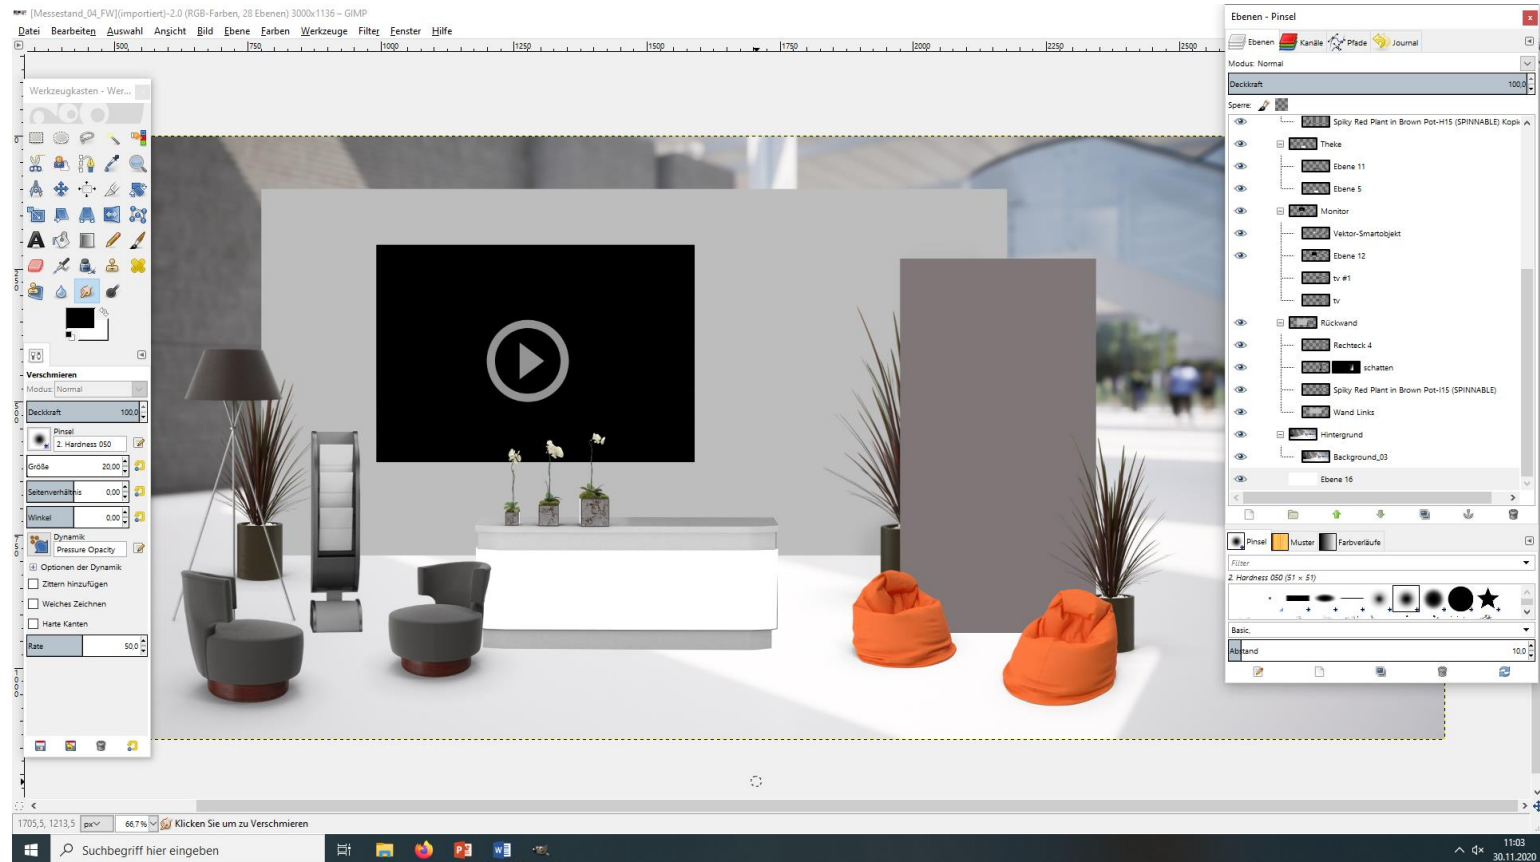 [Messestand_04_FW](importiert)-2.0 (RGB-Farben, 28 Ebenen) 3000x1136 – GIMP
Datei Bearbeiten Auswahl Ansicht Bild Ebene Farben Werkzeuge Filter Fenster Hilfe
500 750 1000 1250 1500 1750 2000 2250 2500
Werkzeugkasten - Wer...
Verschmieren
Modus: Normal
Deckkraft 100,0
Pinsel
2. Hardness 050
Größe 20,00
Seitenverhältnis 0,00
Winkel 0,00
Dynamik
Pressure Opacity
Optionen der Dynamik
Zittern hinzufügen
Weiches Zeichnen
Harte Kanten
Rate 50,0
Ebenen - Pinsel
Ebenen Kanäle Pfade Journal
Modus: Normal
Deckkraft 100,0
Sperre:
Spiky Red Plant in Brown Pot-H15 (SPINNABLE) Kopie
Theke
Ebene 11
Ebene 5
Monitor
Vektor-Smartobjekt
Ebene 12
tv #1
tv
Rückwand
Rechteck 4
schatten
Spiky Red Plant in Brown Pot-I15 (SPINNABLE)
Wand Links
Hintergrund
Background_03
Ebene 16
Pinsel Muster Farbverläufe
Filter
2. Hardness 050 (51 × 51)
Basic,
Abstand 10,0
1705,5, 1213,5 px 66,7 % Klicken Sie um zu Verschmieren
Suchbegriff hier eingeben
11:03
30.11.2020